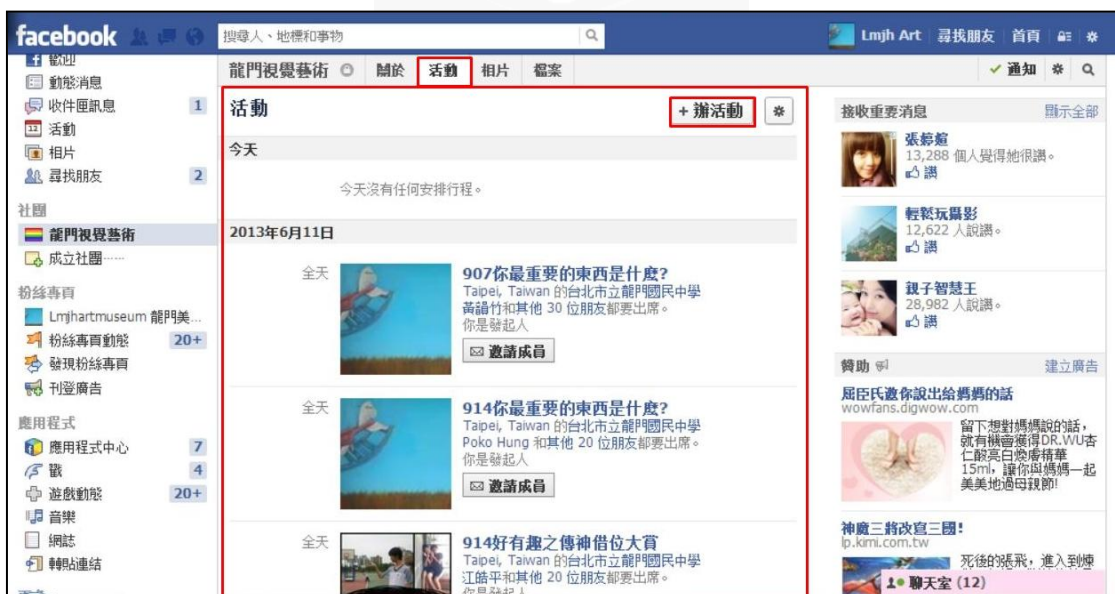 facebook
搜尋人、地標和事物
Lmjh Art 尋找朋友 首頁
歡迎
動態消息
收件匣訊息 1
活動
相片
尋找朋友 2
社團
龍門視覺藝術
成立社團……
粉絲專頁
Lmjhartmuseum 龍門美...
粉絲專頁動態 20+
發現粉絲專頁
刊登廣告
應用程式
應用程式中心 7
戳 4
遊戲動態 20+
音樂
網誌
轉貼連結
龍門視覺藝術 關於 活動 相片 檔案
✓ 通知
活動
+ 辦活動
今天
今天沒有任何安排行程。
2013年6月11日
全天
907你最重要的東西是什麼?
Taipei, Taiwan 的台北市立龍門國民中學
黃韻竹和其他 30 位朋友都要出席。
你是發起人
邀請成員
全天
914你最重要的東西是什麼?
Taipei, Taiwan 的台北市立龍門國民中學
Poko Hung 和其他 20 位朋友都要出席。
你是發起人
邀請成員
全天
914好有趣之傳神借位大賞
Taipei, Taiwan 的台北市立龍門國民中學
江皓平和其他 20 位朋友都要出席。
你是發起人
接收重要消息 顯示全部
張嫈婷
13,288 個人覺得她很讚。
讚
輕鬆玩攝影
12,622 人說讚。
讚
親子智慧王
28,982 人說讚。
讚
贊助 建立廣告
屈臣氏邀你說出給媽媽的話
wowfans.digwow.com
留下想對媽媽說的話,
就有機會獲得DR.WU杏
仁酸亮白煥膚精華
15ml，讓你與媽媽一起
美美地過母親節!
神魔三將改寫三國!
lp.kimi.com.tw
死後的張飛，進入到煉
聊天室 (12)